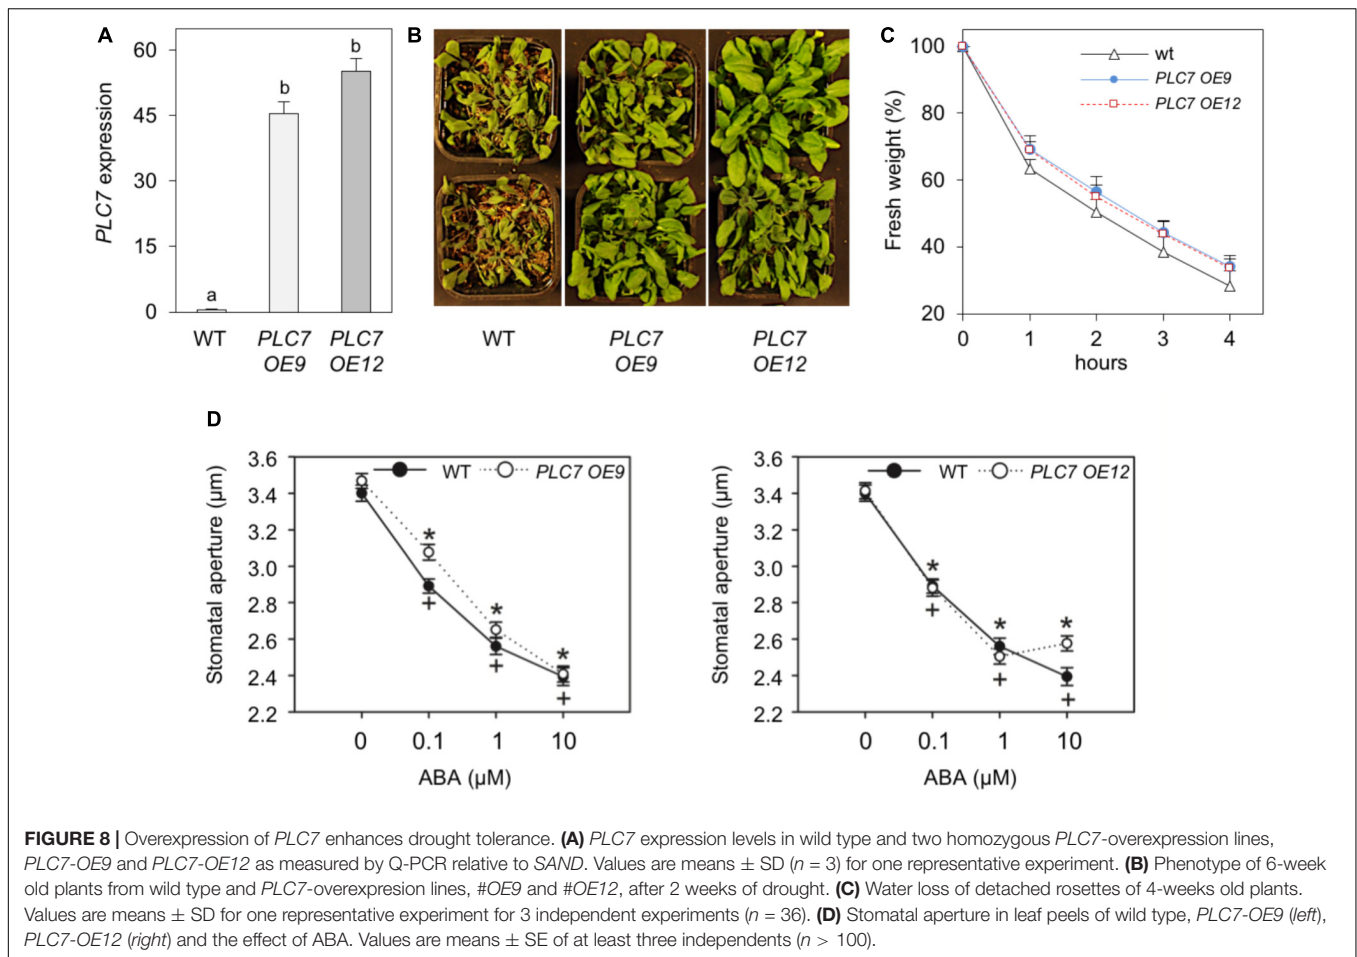 A
PLC7 expression
60
45
30
15
0
a
b
b
WT
PLC7
OE9
PLC7
OE12
B
WT
PLC7
OE9
PLC7
OE12
C
Fresh weight (%)
100
80
60
40
20
wt
PLC7 OE9
PLC7 OE12
0 1 2 3 4
hours
D
Stomatal aperture (µm)
3.6
3.4
3.2
3.0
2.8
2.6
2.4
2.2
WT PLC7 OE9
* * *
+ + +
0 0.1 1 10
ABA (µM)
Stomatal aperture (µm)
3.6
3.4
3.2
3.0
2.8
2.6
2.4
2.2
WT PLC7 OE12
* * *
+ + +
0 0.1 1 10
ABA (µM)
FIGURE 8 | Overexpression of PLC7 enhances drought tolerance. (A) PLC7 expression levels in wild type and two homozygous PLC7-overexpression lines,
PLC7-OE9 and PLC7-OE12 as measured by Q-PCR relative to SAND. Values are means ± SD (n = 3) for one representative experiment. (B) Phenotype of 6-week
old plants from wild type and PLC7-overexpresion lines, #OE9 and #OE12, after 2 weeks of drought. (C) Water loss of detached rosettes of 4-weeks old plants.
Values are means ± SD for one representative experiment for 3 independent experiments (n = 36). (D) Stomatal aperture in leaf peels of wild type, PLC7-OE9 (left),
PLC7-OE12 (right) and the effect of ABA. Values are means ± SE of at least three independents (n > 100).